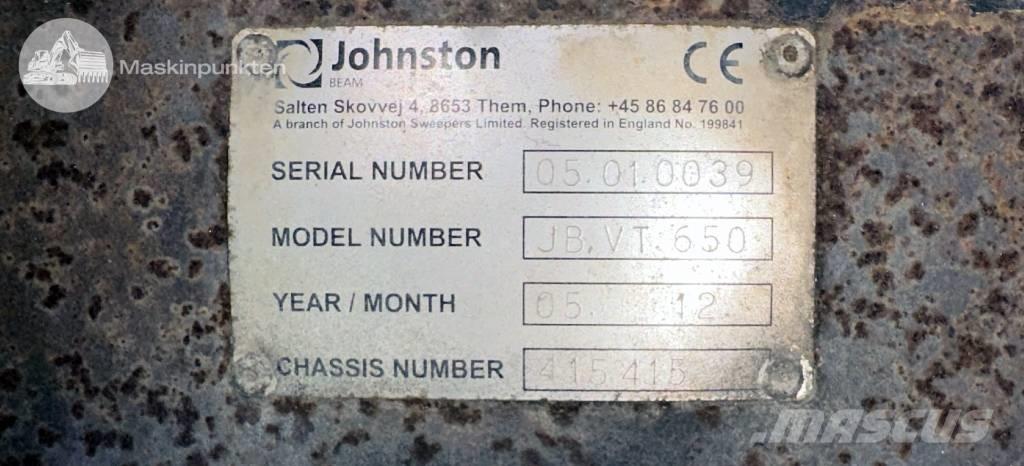 Maskinpunkten
Johnston
BEAM
CE
Salten Skovvej 4, 8653 Them, Phone: +45 86 84 76 00
A branch of Johnston Sweepers Limited. Registered in England No. 199841
SERIAL NUMBER 05.01.0039
MODEL NUMBER JB.VT.650
YEAR / MONTH 05. 12.
CHASSIS NUMBER 415415
MASCUS